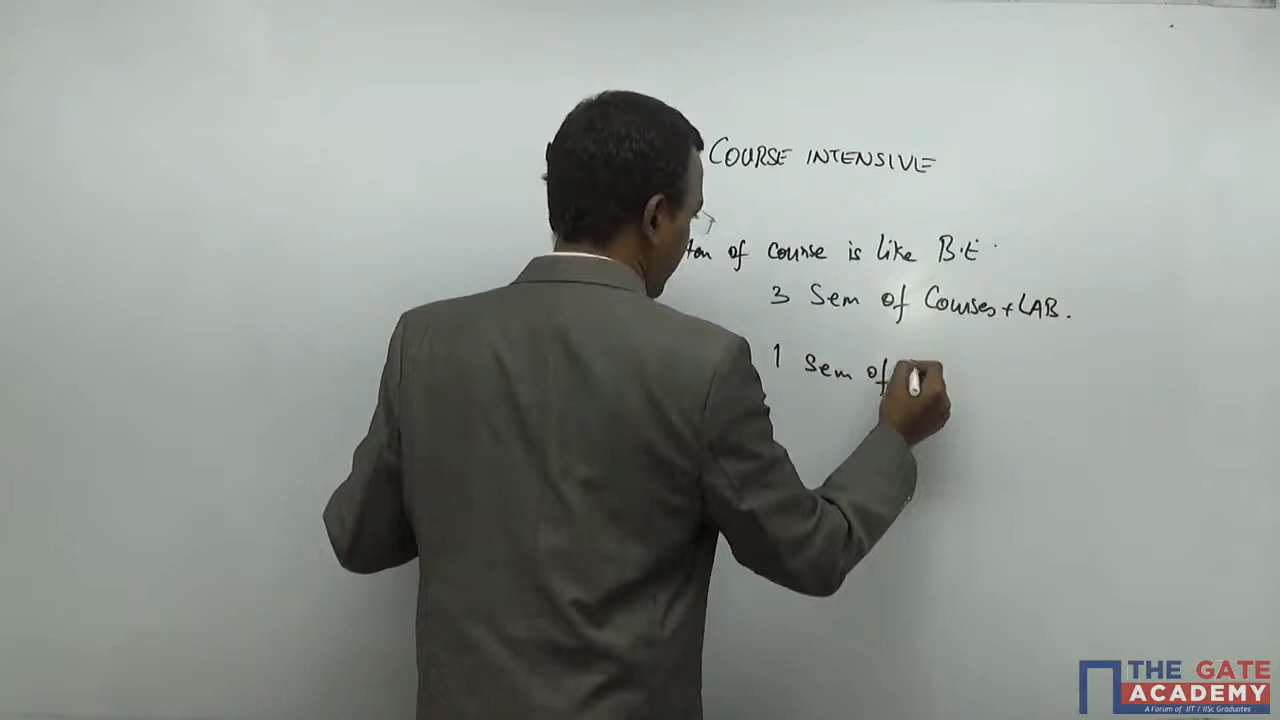 COURSE INTENSIVE
of course is like B.E.
3 Sem of Courses + LAB.
1 Sem of
THE GATE
ACADEMY
A Forum of IIT / IISc Graduates